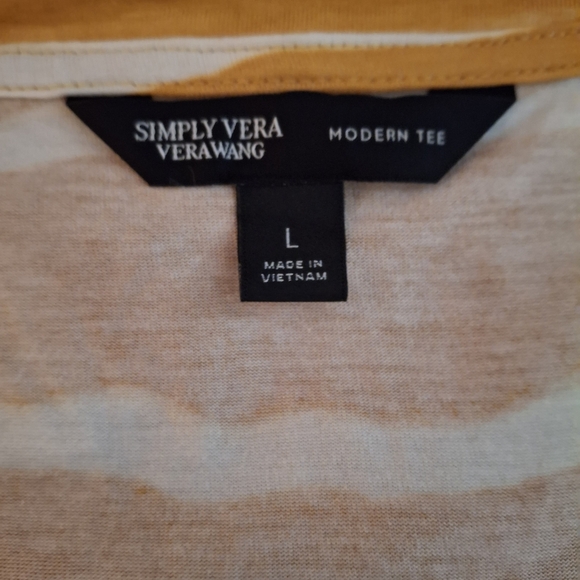 SIMPLY VERA
VERAWANG
MODERN TEE
L
MADE IN
VIETNAM